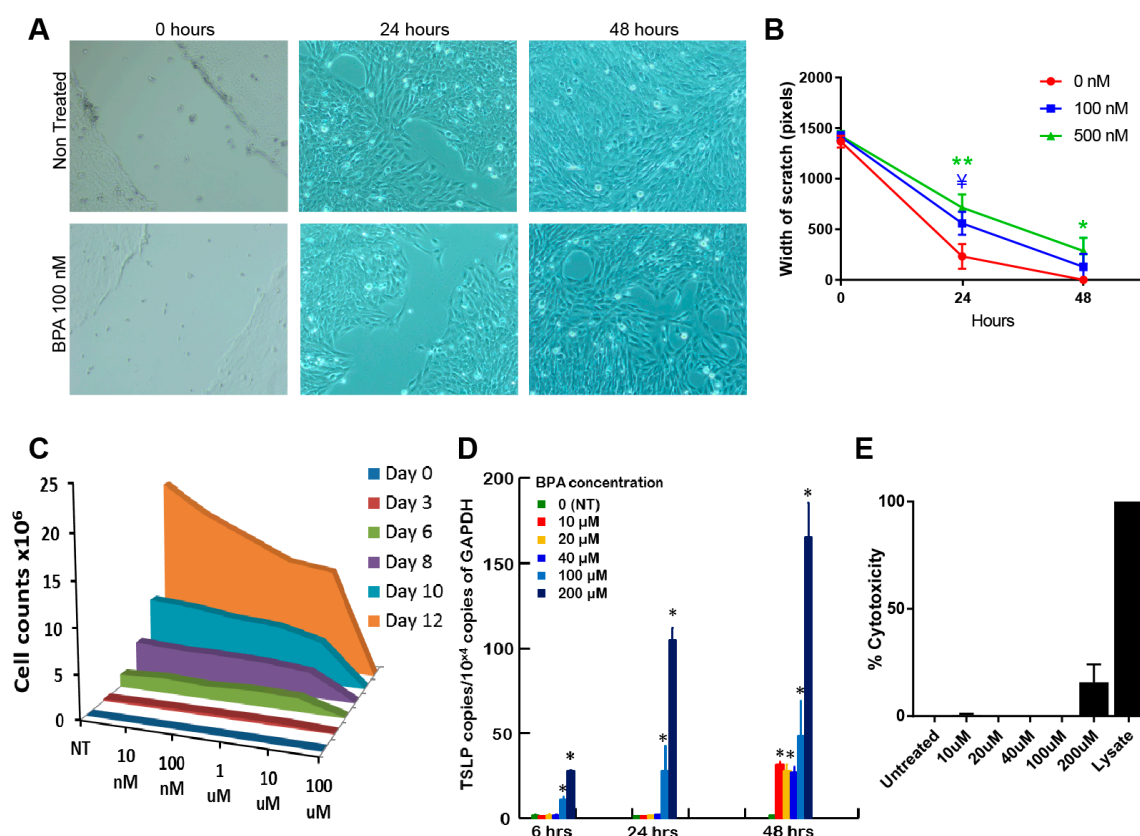 A
0 hours
24 hours
48 hours
Non Treated
BPA 100 nM
B
Width of scratch (pixels)
2000
1500
1000
500
0
0
24
48
Hours
0 nM
100 nM
500 nM
**
¥
*
C
Cell counts x10⁶
25
20
15
10
5
0
NT
10 nM
100 nM
1 uM
10 uM
100 uM
Day 0
Day 3
Day 6
Day 8
Day 10
Day 12
D
TSLP copies/10ˣ⁴ copies of GAPDH
200
150
100
50
0
BPA concentration
0 (NT)
10 µM
20 µM
40 µM
100 µM
200 µM
* *
* *
* * * *
6 hrs
24 hrs
48 hrs
E
% Cytotoxicity
100
50
0
Untreated
10uM
20uM
40uM
100uM
200uM
Lysate